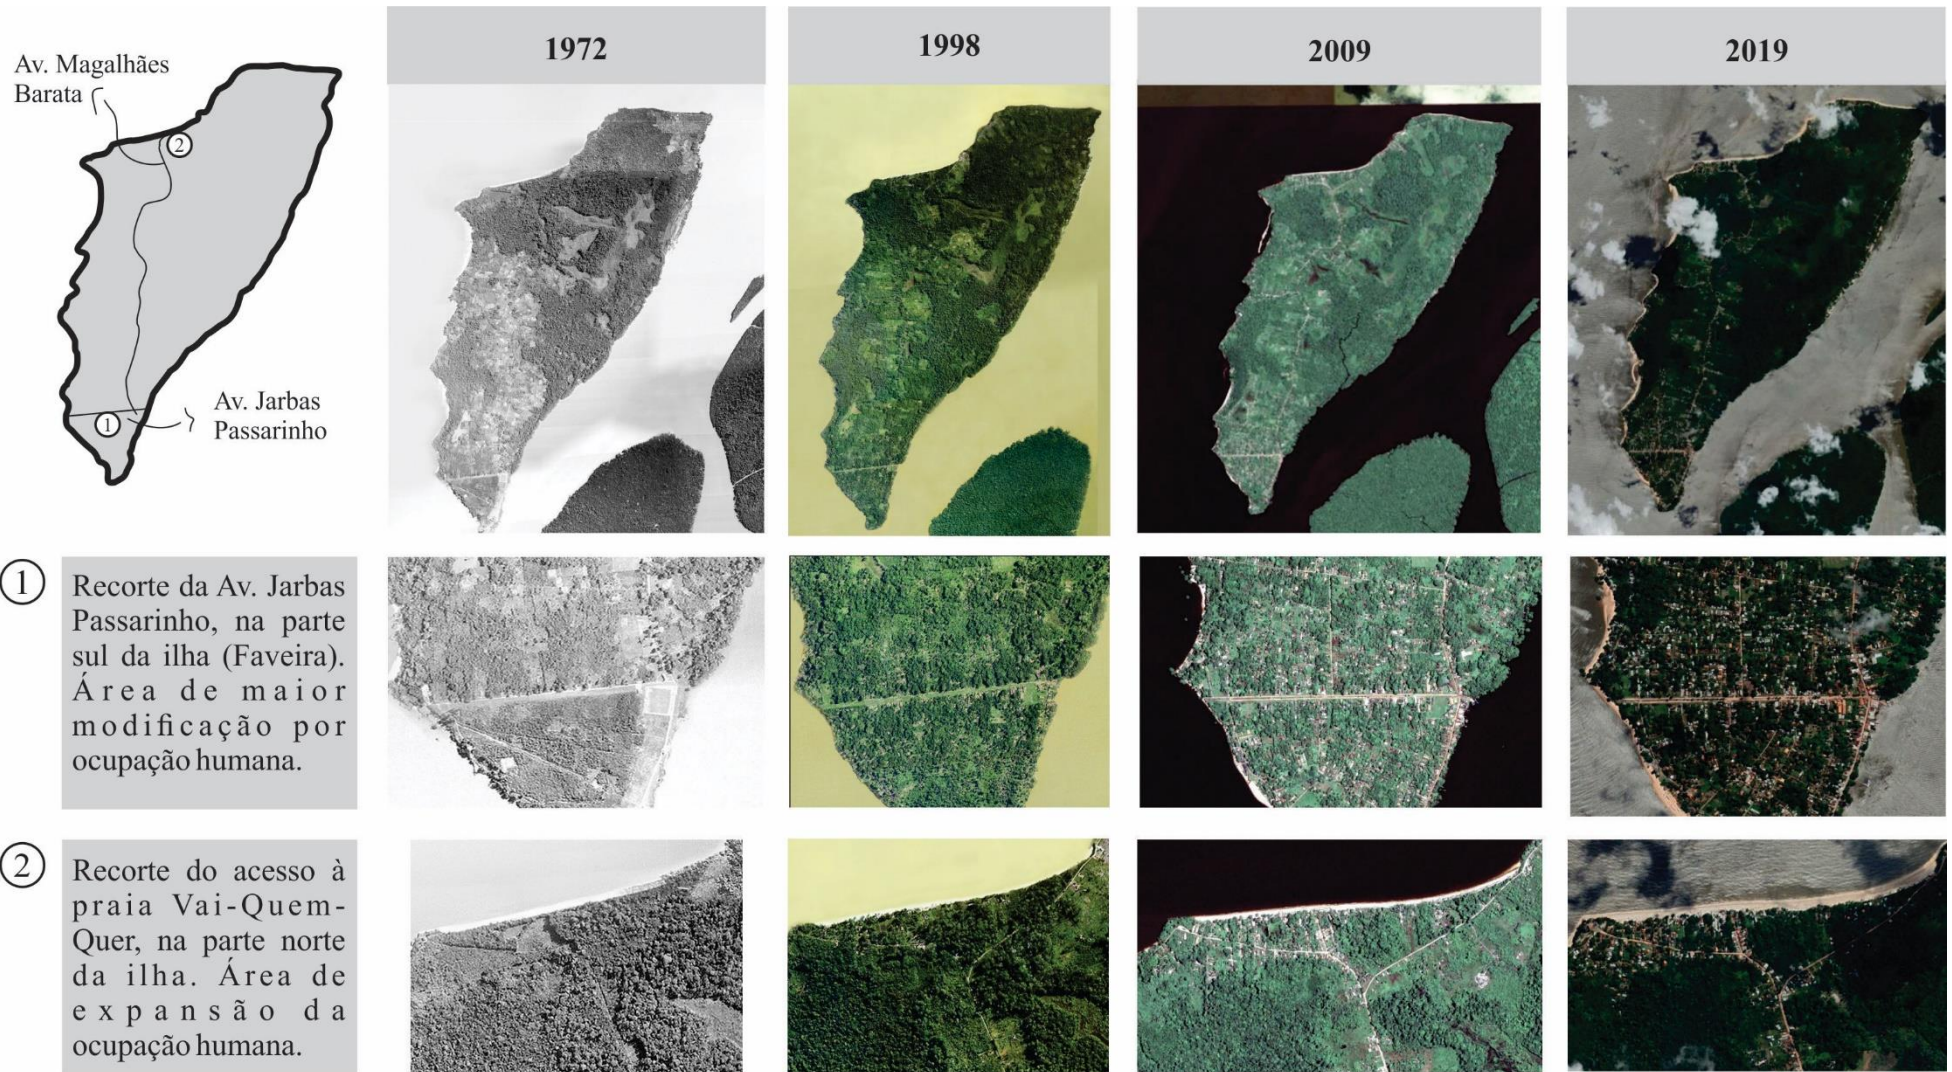 Av. Magalhães
Barata
2
1
Av. Jarbas
Passarinho
1972
1998
2009
2019
1
Recorte da Av. Jarbas
Passarinho, na parte
sul da ilha (Faveira).
Área de maior
modificação por
ocupação humana.
2
Recorte do acesso à
praia Vai-Quem-
Quer, na parte norte
da ilha. Área de
expansão da
ocupação humana.